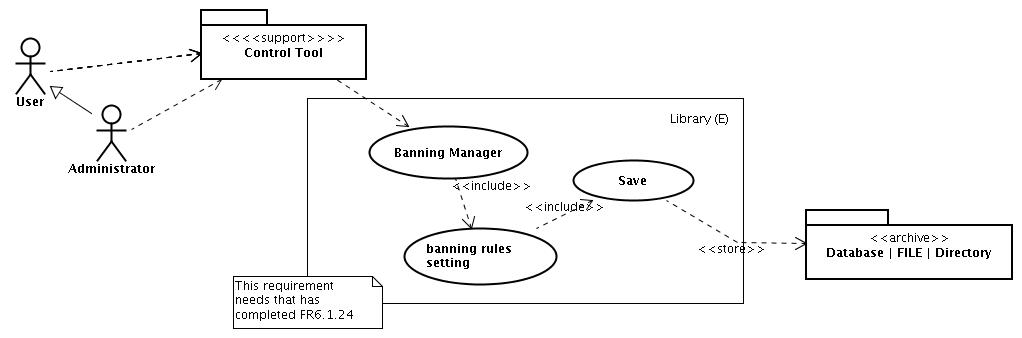 <<<<support>>>>
Control Tool
User
Administrator
Library (E)
Banning Manager
<<include>>
Save
<<include>>
banning rules
setting
<<store>>
<<archive>>
Database | FILE | Directory
This requirement
needs that has
completed FR6.1.24